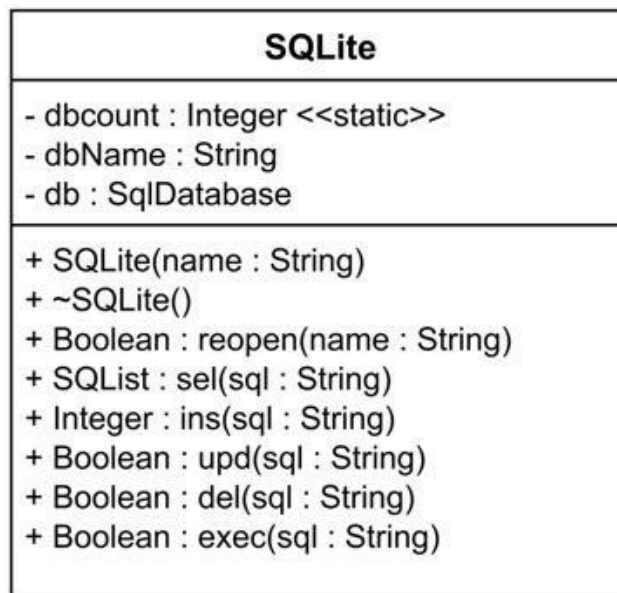 SQLite
- dbcount : Integer <<static>>
- dbName : String
- db : SqlDatabase
+ SQLite(name : String)
+ ~SQLite()
+ Boolean : reopen(name : String)
+ SQList : sel(sql : String)
+ Integer : ins(sql : String)
+ Boolean : upd(sql : String)
+ Boolean : del(sql : String)
+ Boolean : exec(sql : String)